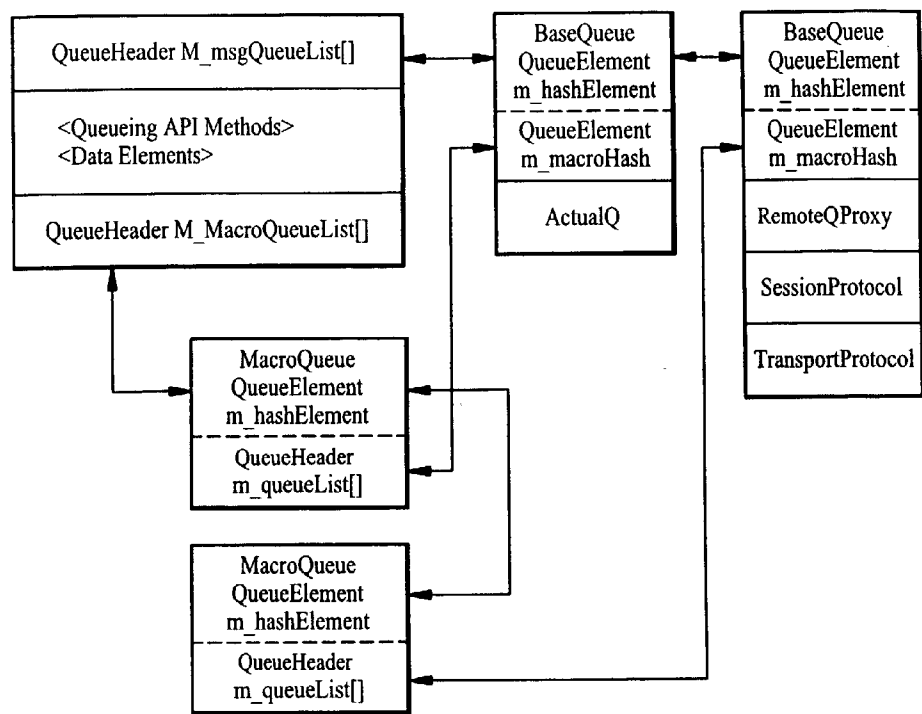 QueueHeader M_msgQueueList[]
<Queueing API Methods>
<Data Elements>
QueueHeader M_MacroQueueList[]
BaseQueue
QueueElement
m_hashElement
QueueElement
m_macroHash
ActualQ
BaseQueue
QueueElement
m_hashElement
QueueElement
m_macroHash
RemoteQProxy
SessionProtocol
TransportProtocol
MacroQueue
QueueElement
m_hashElement
QueueHeader
m_queueList[]
MacroQueue
QueueElement
m_hashElement
QueueHeader
m_queueList[]